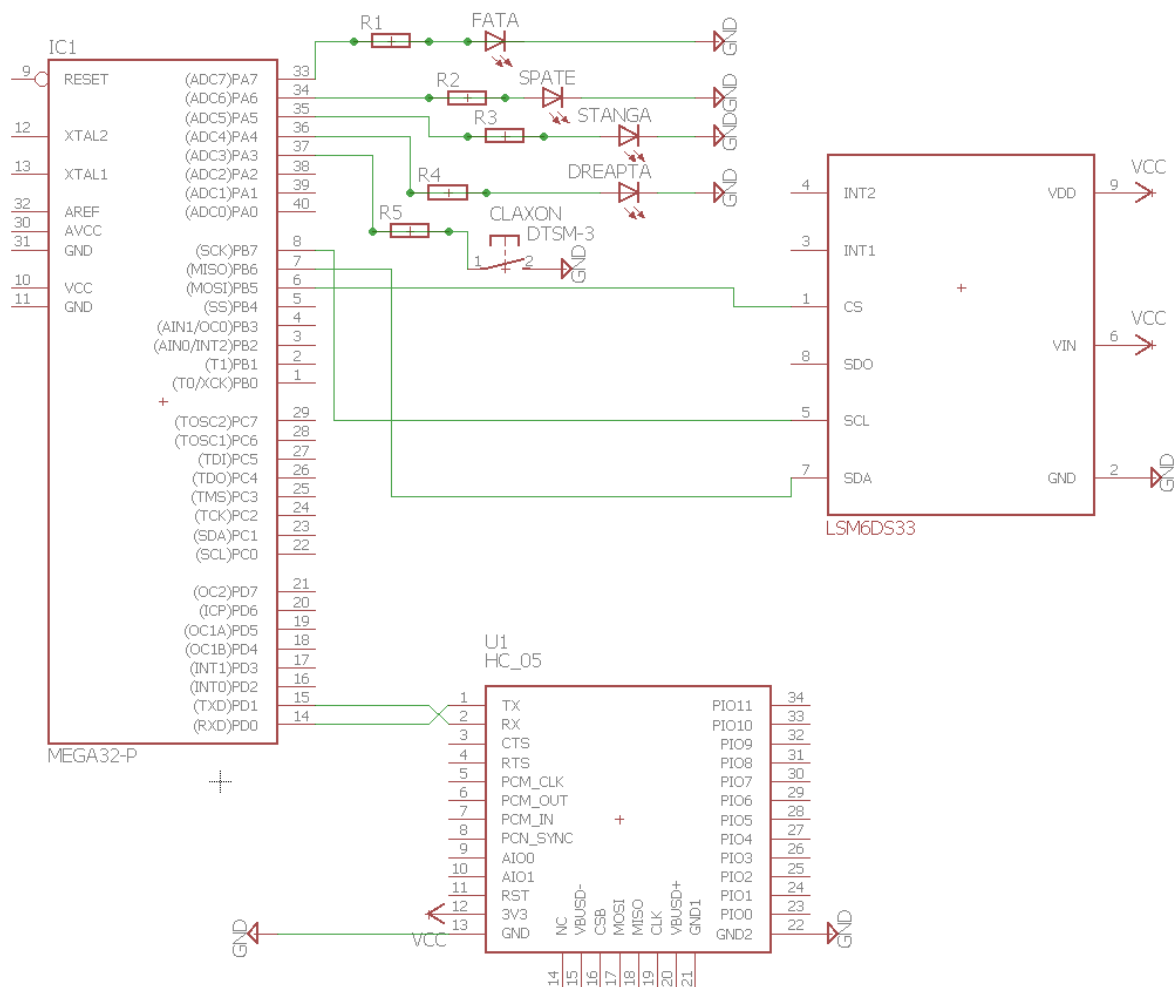 IC1
MEGA32-P
9 RESET
12 XTAL2
13 XTAL1
32 AREF
30 AVCC
31 GND
10 VCC
11 GND
(ADC7)PA7 33
(ADC6)PA6 34
(ADC5)PA5 35
(ADC4)PA4 36
(ADC3)PA3 37
(ADC2)PA2 38
(ADC1)PA1 39
(ADC0)PA0 40
(SCK)PB7 8
(MISO)PB6 7
(MOSI)PB5 6
(SS)PB4 5
(AIN1/OC0)PB3 4
(AIN0/INT2)PB2 3
(T1)PB1 2
(T0/XCK)PB0 1
(TOSC2)PC7 29
(TOSC1)PC6 28
(TDI)PC5 27
(TDO)PC4 26
(TMS)PC3 25
(TCK)PC2 24
(SDA)PC1 23
(SCL)PC0 22
(OC2)PD7 21
(ICP)PD6 20
(OC1A)PD5 19
(OC1B)PD4 18
(INT1)PD3 17
(INT0)PD2 16
(TXD)PD1 15
(RXD)PD0 14
R1 FATA GND
R2 SPATE GND
R3 STANGA GND
R4 DREAPTA GND
R5 CLAXON
DTSM-3
1 2 GND
4 INT2
3 INT1
1 CS
8 SDO
5 SCL
7 SDA
VDD 9 VCC
VIN 6 VCC
GND 2 GND
LSM6DS33
U1
HC_05
1 TX
2 RX
3 CTS
4 RTS
5 PCM_CLK
6 PCM_OUT
7 PCM_IN
8 PCN_SYNC
9 AIO0
10 AIO1
11 RST
12 3V3
VCC
13 GND
GND
PIO11 34
PIO10 33
PIO9 32
PIO8 31
PIO7 30
PIO6 29
PIO5 28
PIO4 27
PIO3 26
PIO2 25
PIO1 24
PIO0 23
GND2 22
GND
NC 14
VBUSD- 15
CSB 16
MOSI 17
MISO 18
CLK 19
VBUSD+ 20
GND1 21